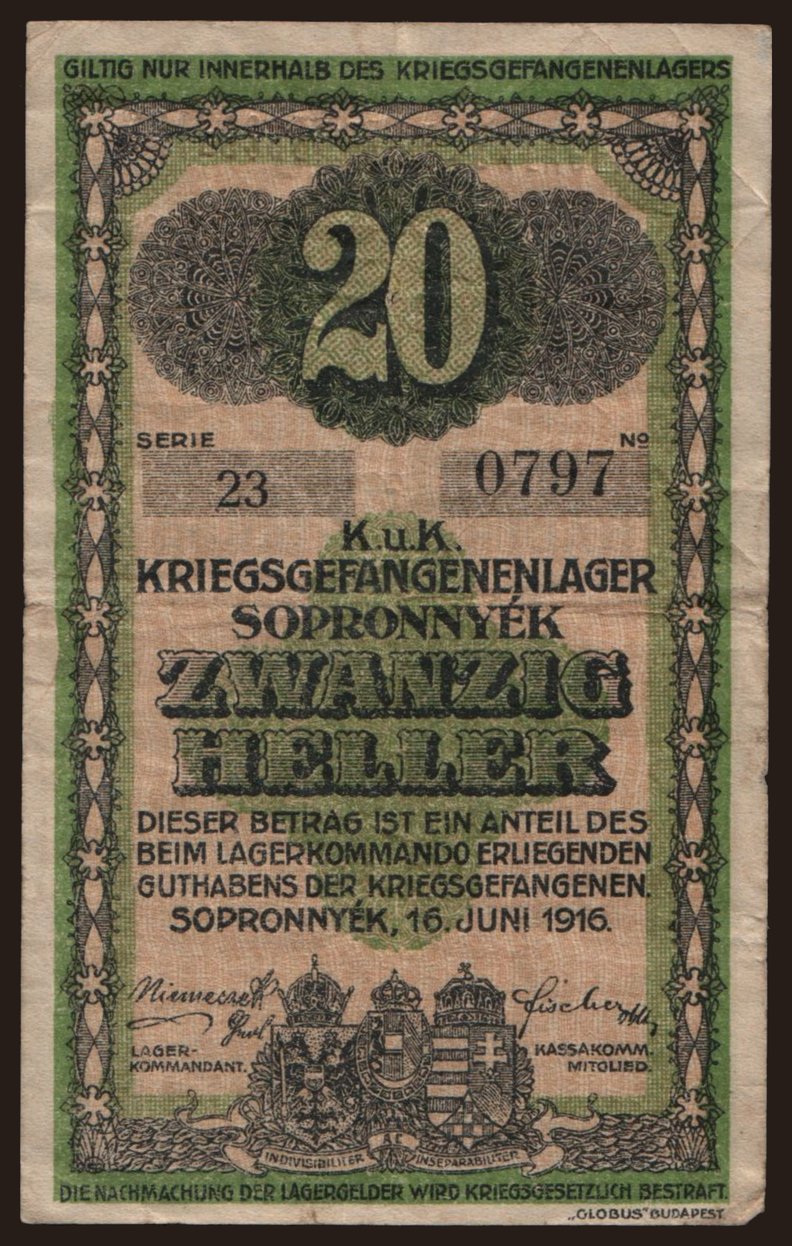 GILTIG NUR INNERHALB DES KRIEGSGEFANGENENLAGERS
20
SERIE No
23 0797
K.u.K.
KRIEGSGEFANGENENLAGER
SOPRONNYÉK
ZWANZIG
HELLER
DIESER BETRAG IST EIN ANTEIL DES
BEIM LAGERKOMMANDO ERLIEGENDEN
GUTHABENS DER KRIEGSGEFANGENEN.
SOPRONNYÉK, 16. JUNI 1916.
Fischer
LAGER-
KOMMANDANT.
KASSAKOMM.
MITGLIED.
INDIVISIBILITER AC INSEPARABILITER
DIE NACHMACHUNG DER LAGERGELDER WIRD KRIEGSGESETZLICH BESTRAFT.
„GLOBUS" BUDAPEST